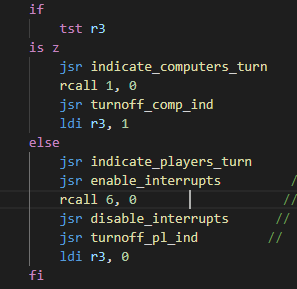 if
tst r3
is z
jsr indicate_computers_turn
rcall 1, 0
jsr turnoff_comp_ind
ldi r3, 1
else
jsr indicate_players_turn
jsr enable_interrupts //
rcall 6, 0 //
jsr disable_interrupts //
jsr turnoff_pl_ind //
ldi r3, 0
fi